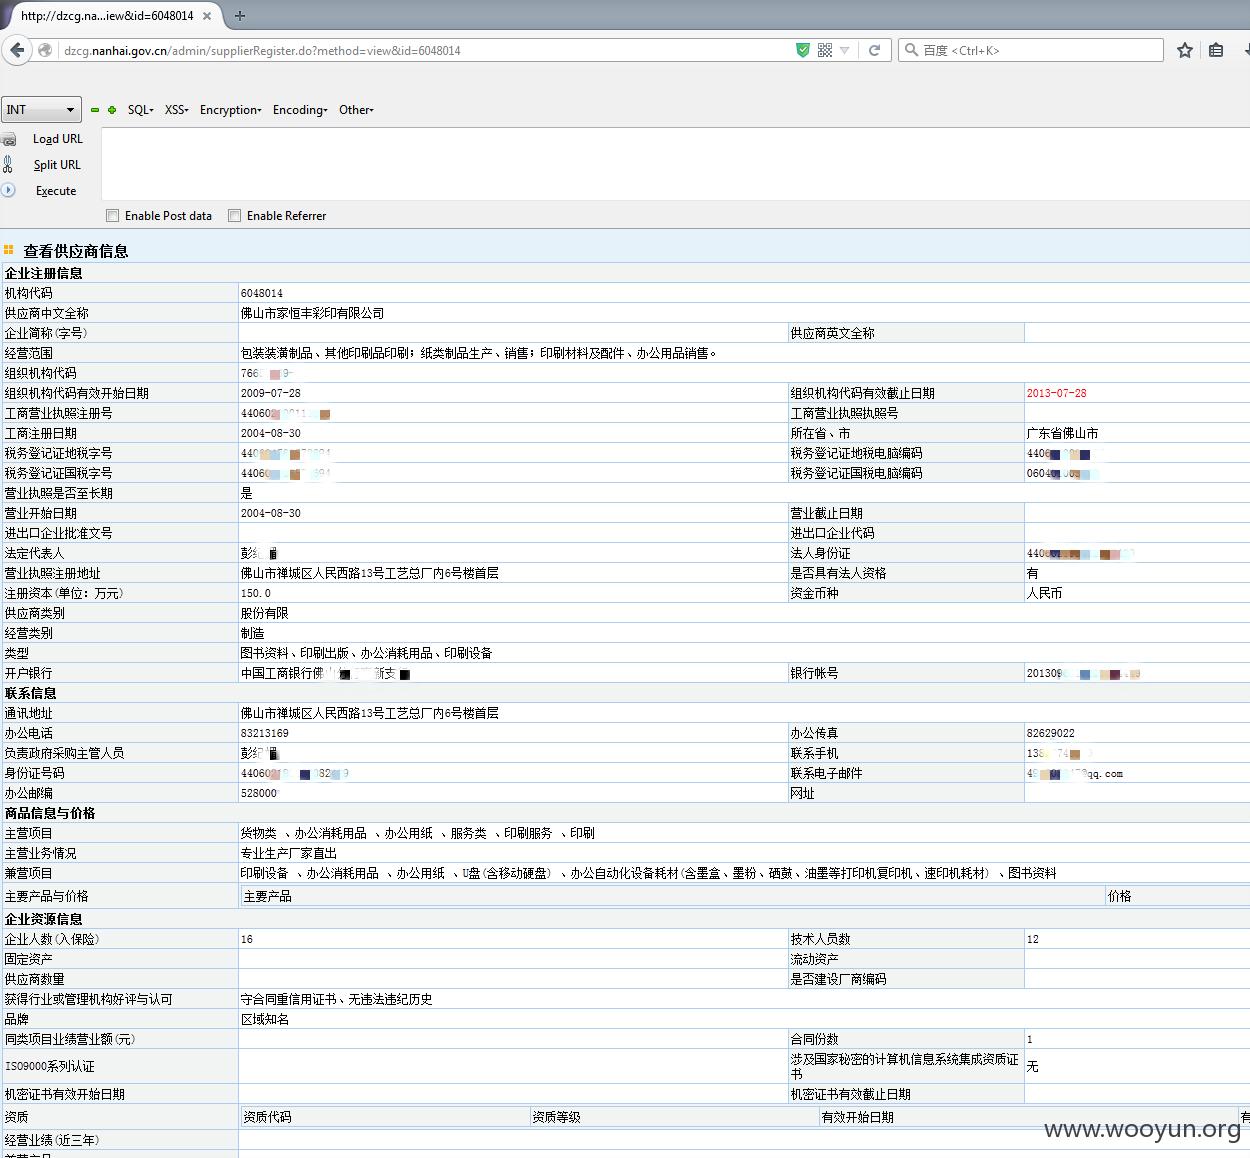 http://dzcg.na...iew&id=6048014
dzcg.nanhai.gov.cn/admin/supplierRegister.do?method=view&id=6048014
百度 <Ctrl+K>
INT SQL XSS Encryption Encoding Other
Load URL
Split URL
Execute
Enable Post data Enable Referrer
查看供应商信息
企业注册信息
机构代码 6048014
供应商中文全称 佛山市家恒丰彩印有限公司
企业简称(字号) 供应商英文全称
经营范围 包装装潢制品、其他印刷品印刷；纸类制品生产、销售；印刷材料及配件、办公用品销售。
组织机构代码 766
组织机构代码有效开始日期 2009-07-28 组织机构代码有效截止日期 2013-07-28
工商营业执照注册号 44060 工商营业执照执照号
工商注册日期 2004-08-30 所在省、市 广东省佛山市
税务登记证地税字号 440 税务登记证地税电脑编码 4406
税务登记证国税字号 44060 税务登记证国税电脑编码 06040
营业执照是否至长期 是
营业开始日期 2004-08-30 营业截止日期
进出口企业批准文号 进出口企业代码
法定代表人 彭纪 法人身份证 440
营业执照注册地址 佛山市禅城区人民西路13号工艺总厂内6号楼首层 是否具有法人资格 有
注册资本(单位：万元) 150.0 资金币种 人民币
供应商类别 股份有限
经营类别 制造
类型 图书资料、印刷出版、办公消耗用品、印刷设备
开户银行 中国工商银行佛 新支 银行帐号 201309
联系信息
通讯地址 佛山市禅城区人民西路13号工艺总厂内6号楼首层
办公电话 83213169 办公传真 82629022
负责政府采购主管人员 彭纪 联系手机 138 74
身份证号码 44060 082 9 联系电子邮件 4 @qq.com
办公邮编 528000 网址
商品信息与价格
主营项目 货物类 、办公消耗用品 、办公用纸 、服务类 、印刷服务 、印刷
主营业务情况 专业生产厂家直出
兼营项目 印刷设备 、办公消耗用品 、办公用纸 、U盘(含移动硬盘) 、办公自动化设备耗材(含墨盒、墨粉、硒鼓、油墨等打印机复印机、速印机耗材) 、图书资料
主要产品与价格 主要产品 价格
企业资源信息
企业人数(入保险) 16 技术人员数 12
固定资产 流动资产
供应商数量 是否建设厂商编码
获得行业或管理机构好评与认可 守合同重信用证书、无违法违纪历史
品牌 区域知名
同类项目业绩营业额(元) 合同份数 1
ISO9000系列认证 涉及国家秘密的计算机信息系统集成资质证书 无
机密证书有效开始日期 机密证书有效截止日期
资质 资质代码 资质等级 有效开始日期 有
经营业绩(近三年)
www.wooyun.org